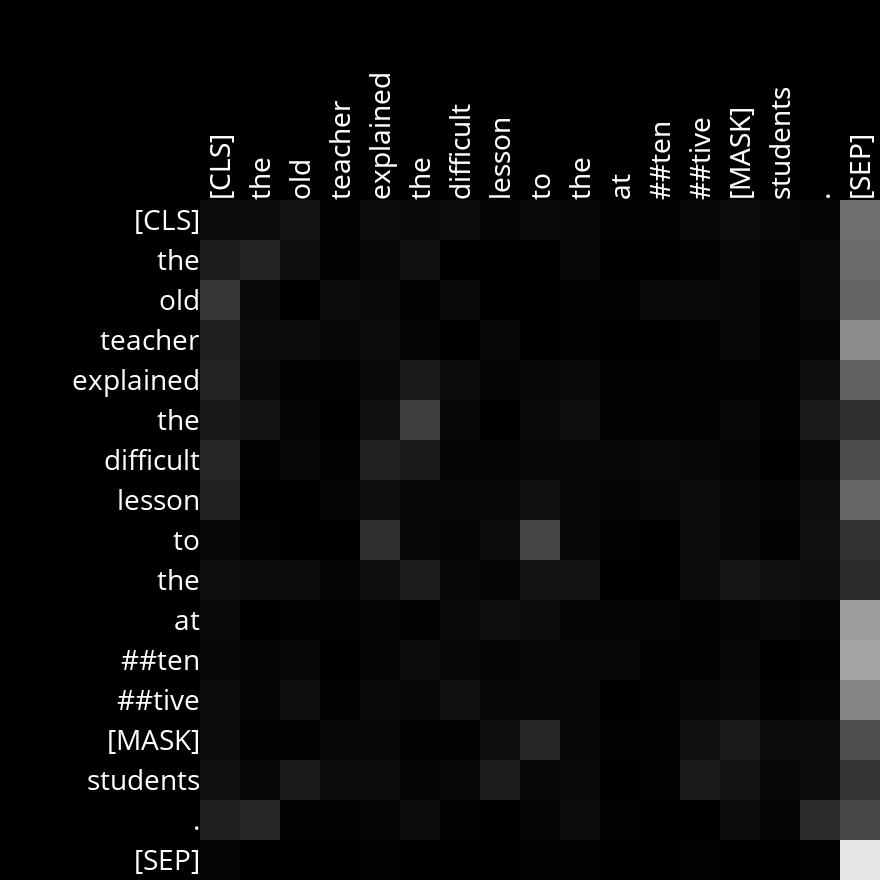 [CLS] the old teacher explained the difficult lesson to the at ##ten ##tive [MASK] students . [SEP]
[CLS]
the
old
teacher
explained
the
difficult
lesson
to
the
at
##ten
##tive
[MASK]
students
.
[SEP]